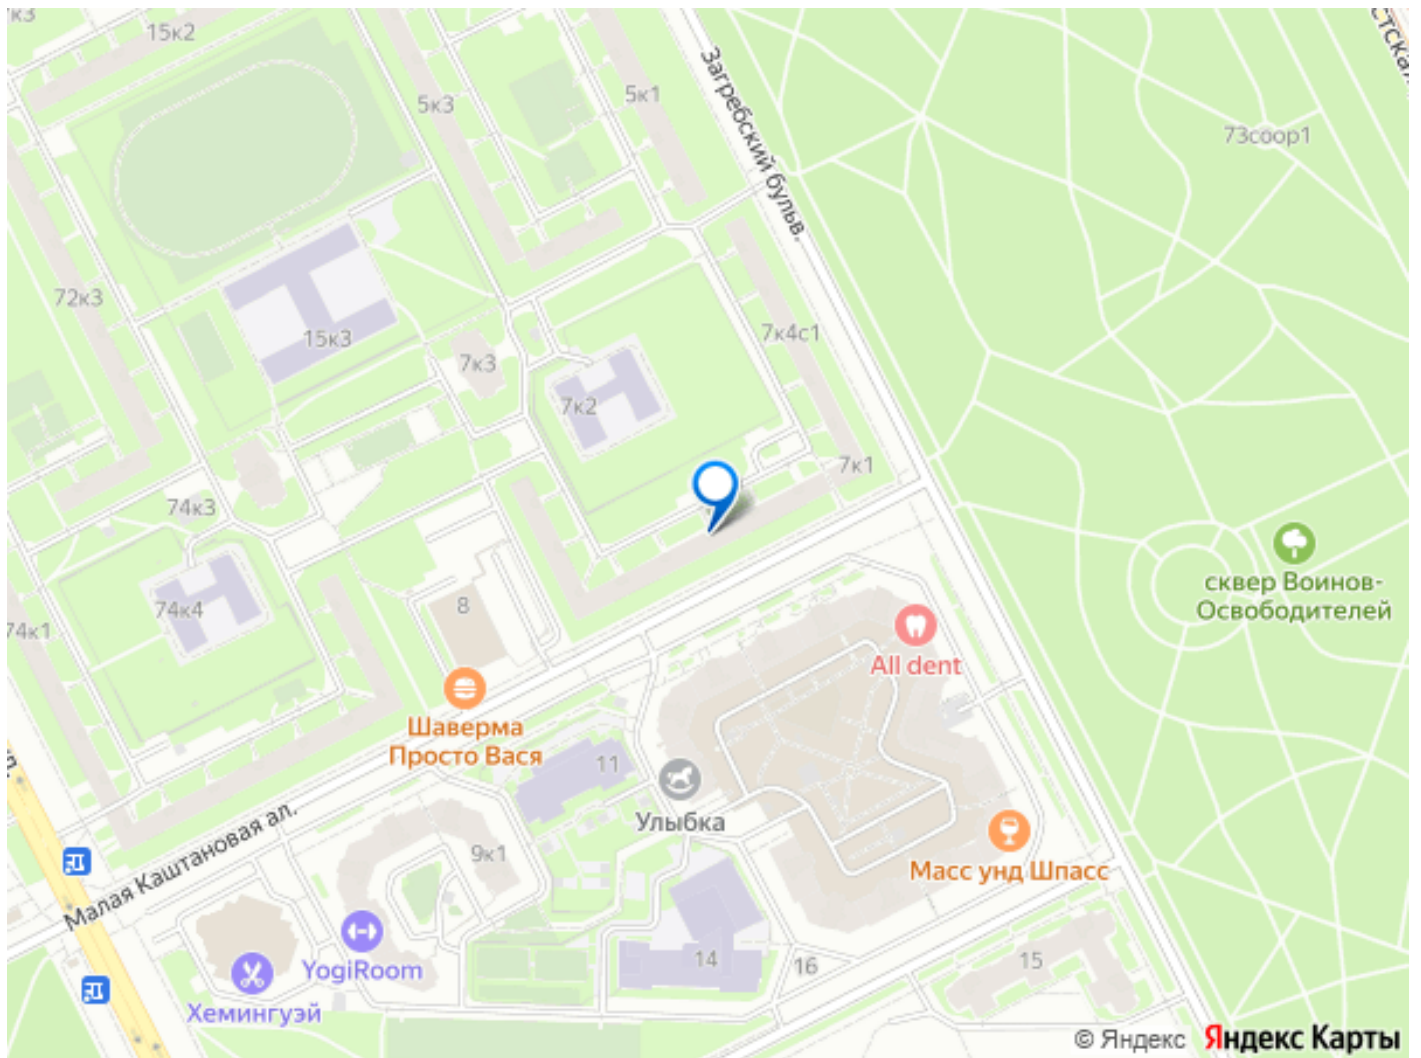 15к2
5к3
5к1
Загребский бульв.
73соор1
72к3
15к3
7к3
7к4с1
7к2
7к1
74к3
74к4
74к1
8
сквер Воинов-
Освободителей
All dent
Шаверма
Просто Вася
11
Улыбка
9к1
Малая Каштановая ал.
Масс унд Шпасс
YogiRoom
Хемингуэй
14
16
15
© Яндекс
Яндекс Карты